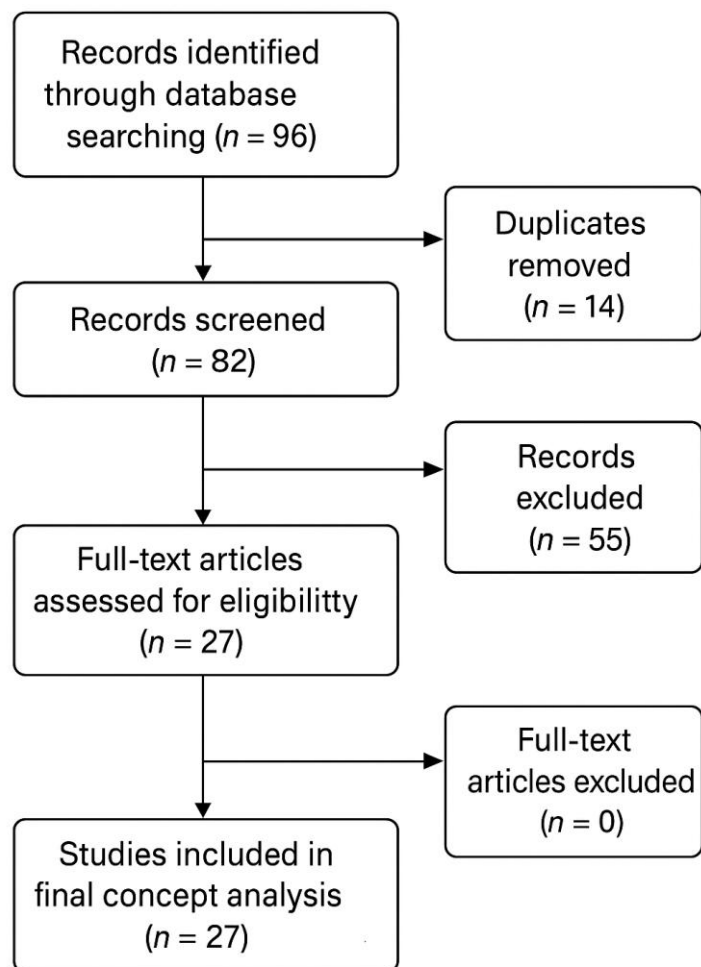 Records identified
through database
searching (n = 96)
Duplicates
removed
(n = 14)
Records screened
(n = 82)
Records
excluded
(n = 55)
Full-text articles
assessed for eligibilitty
(n = 27)
Full-text
articles excluded
(n = 0)
Studies included in
final concept analysis
(n = 27)